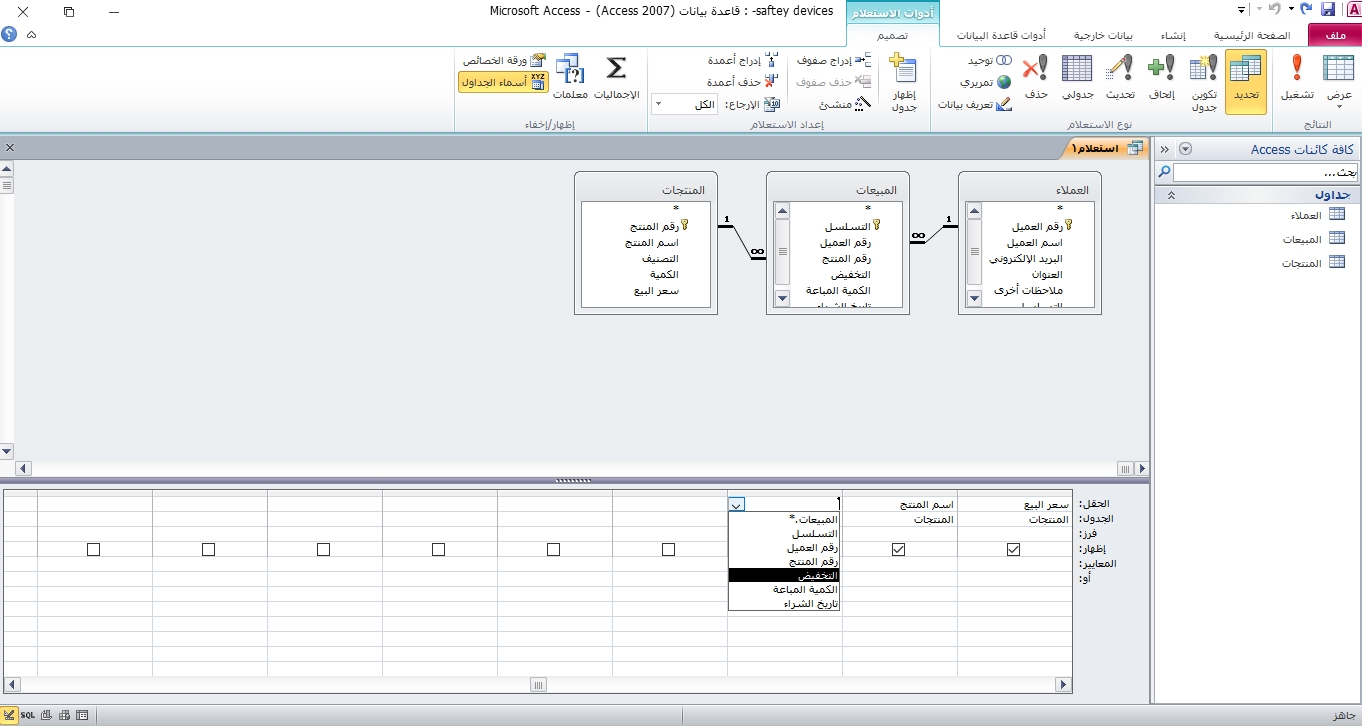 saftey devices- : قاعدة بيانات (Access 2007) - Microsoft Access
أدوات الاستعلام
ملف
الصفحة الرئيسية
إنشاء
بيانات خارجية
أدوات قاعدة البيانات
تصميم
عرض
تشغيل
النتائج
تحديد
تكوين جدول
إلحاق
تحديث
جدولي
حذف
توحيد
تمريري
تعريف بيانات
نوع الاستعلام
إظهار جدول
إدراج صفوف
حذف صفوف
منشئ
إدراج أعمدة
حذف أعمدة
الإرجاع: الكل
إعداد الاستعلام
الإجماليات
معلمات
ورقة الخصائص
أسماء الجداول
إظهار/إخفاء
كافة كائنات Access
بحث...
جداول
العملاء
المبيعات
المنتجات
استعلام١
العملاء
*
رقم العميل
اسم العميل
البريد الإلكتروني
العنوان
ملاحظات أخرى
1
∞
المبيعات
*
التسلسل
رقم العميل
رقم المنتج
التخفيض
الكمية المباعة
تاريخ الشراء
∞
1
المنتجات
*
رقم المنتج
اسم المنتج
التصنيف
الكمية
سعر البيع
الحقل: سعر البيع اسم المنتج
الجدول: المنتجات المنتجات
فرز:
إظهار:
المعايير:
أو:
المبيعات.*
التسلسل
رقم العميل
رقم المنتج
التخفيض
الكمية المباعة
تاريخ الشراء
جاهز
SQL